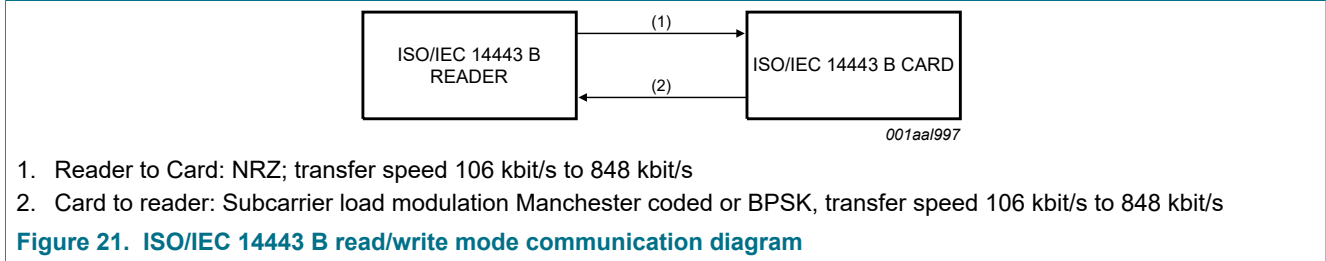 (1)
ISO/IEC 14443 B
READER
ISO/IEC 14443 B CARD
(2)
001aal997
1. Reader to Card: NRZ; transfer speed 106 kbit/s to 848 kbit/s
2. Card to reader: Subcarrier load modulation Manchester coded or BPSK, transfer speed 106 kbit/s to 848 kbit/s
Figure 21. ISO/IEC 14443 B read/write mode communication diagram